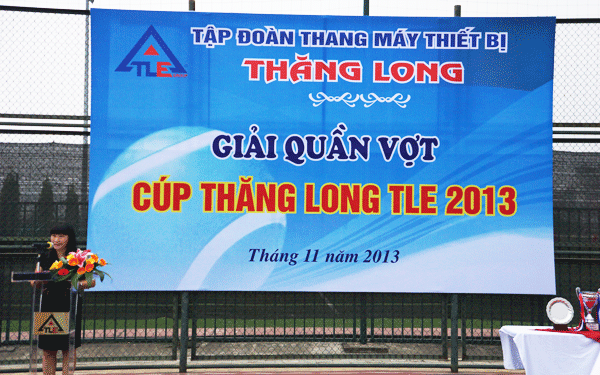 TẬP ĐOÀN THANG MÁY THIẾT BỊ
THĂNG LONG
TLE
GIẢI QUẦN VỢT
CÚP THĂNG LONG TLE 2013
Tháng 11 năm 2013
TLE